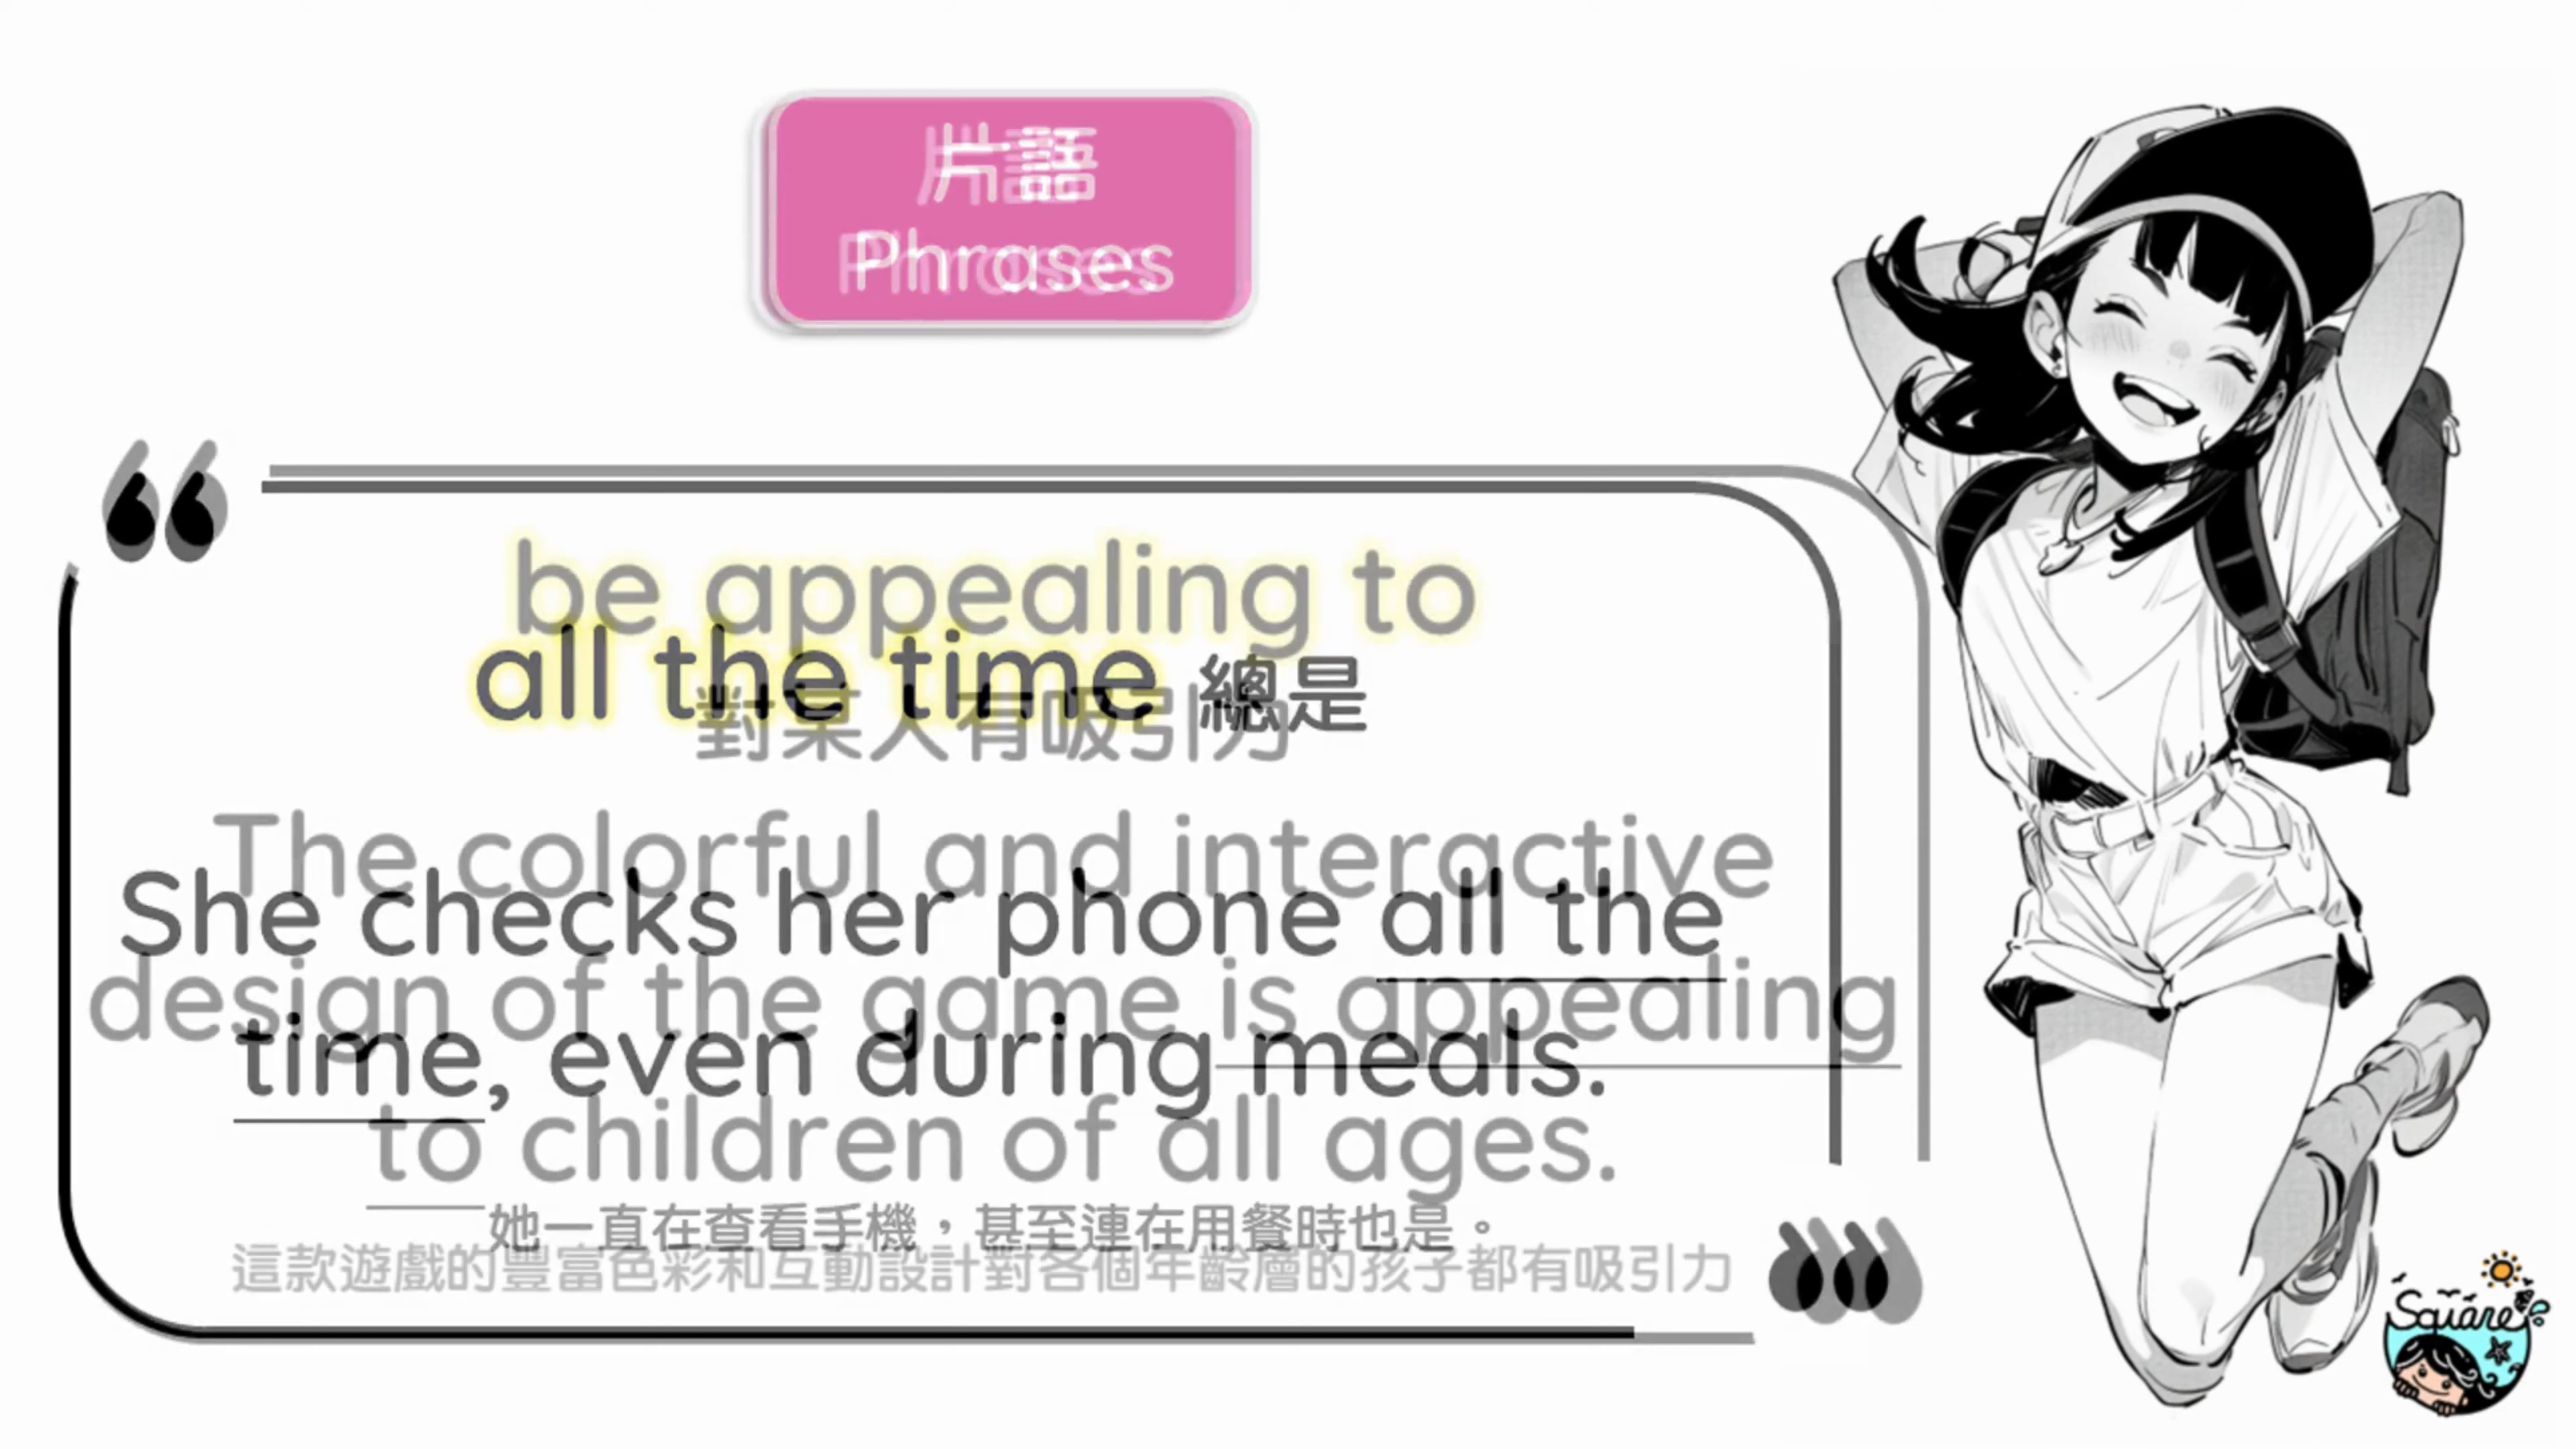 片語
Phrases
be appealing to
對某人有吸引力
The colorful and interactive
design of the game is appealing
to children of all ages.
這款遊戲的豐富色彩和互動設計對各個年齡層的孩子都有吸引力
all the time 總是
She checks her phone all the
time, even during meals.
她一直在查看手機，甚至連在用餐時也是。
Square